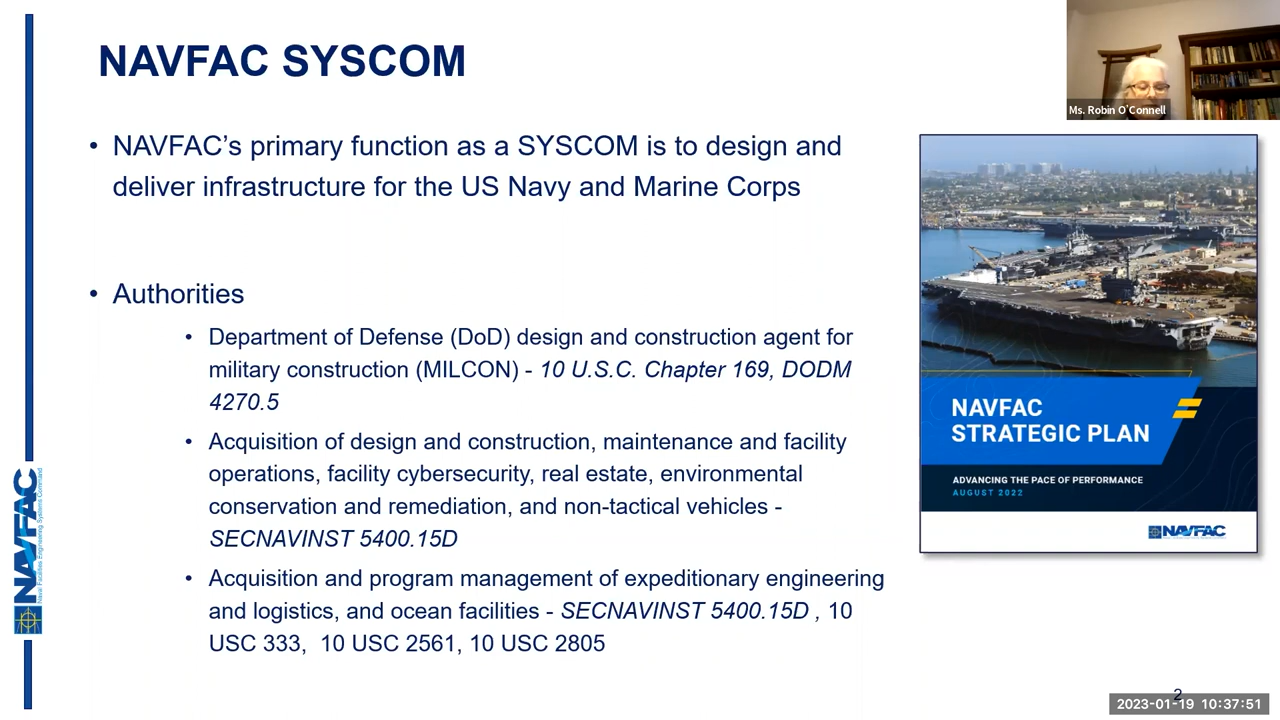 NAVFAC SYSCOM
Ms. Robin O'Connell
• NAVFAC’s primary function as a SYSCOM is to design and
deliver infrastructure for the US Navy and Marine Corps
• Authorities
• Department of Defense (DoD) design and construction agent for
military construction (MILCON) - 10 U.S.C. Chapter 169, DODM
4270.5
• Acquisition of design and construction, maintenance and facility
operations, facility cybersecurity, real estate, environmental
conservation and remediation, and non-tactical vehicles -
SECNAVINST 5400.15D
• Acquisition and program management of expeditionary engineering
and logistics, and ocean facilities - SECNAVINST 5400.15D , 10
USC 333, 10 USC 2561, 10 USC 2805
NAVFAC
STRATEGIC PLAN
ADVANCING THE PACE OF PERFORMANCE
AUGUST 2022
NAVFAC
NAVFAC
Naval Facilities Engineering Systems Command
2
2023-01-19 10:37:51